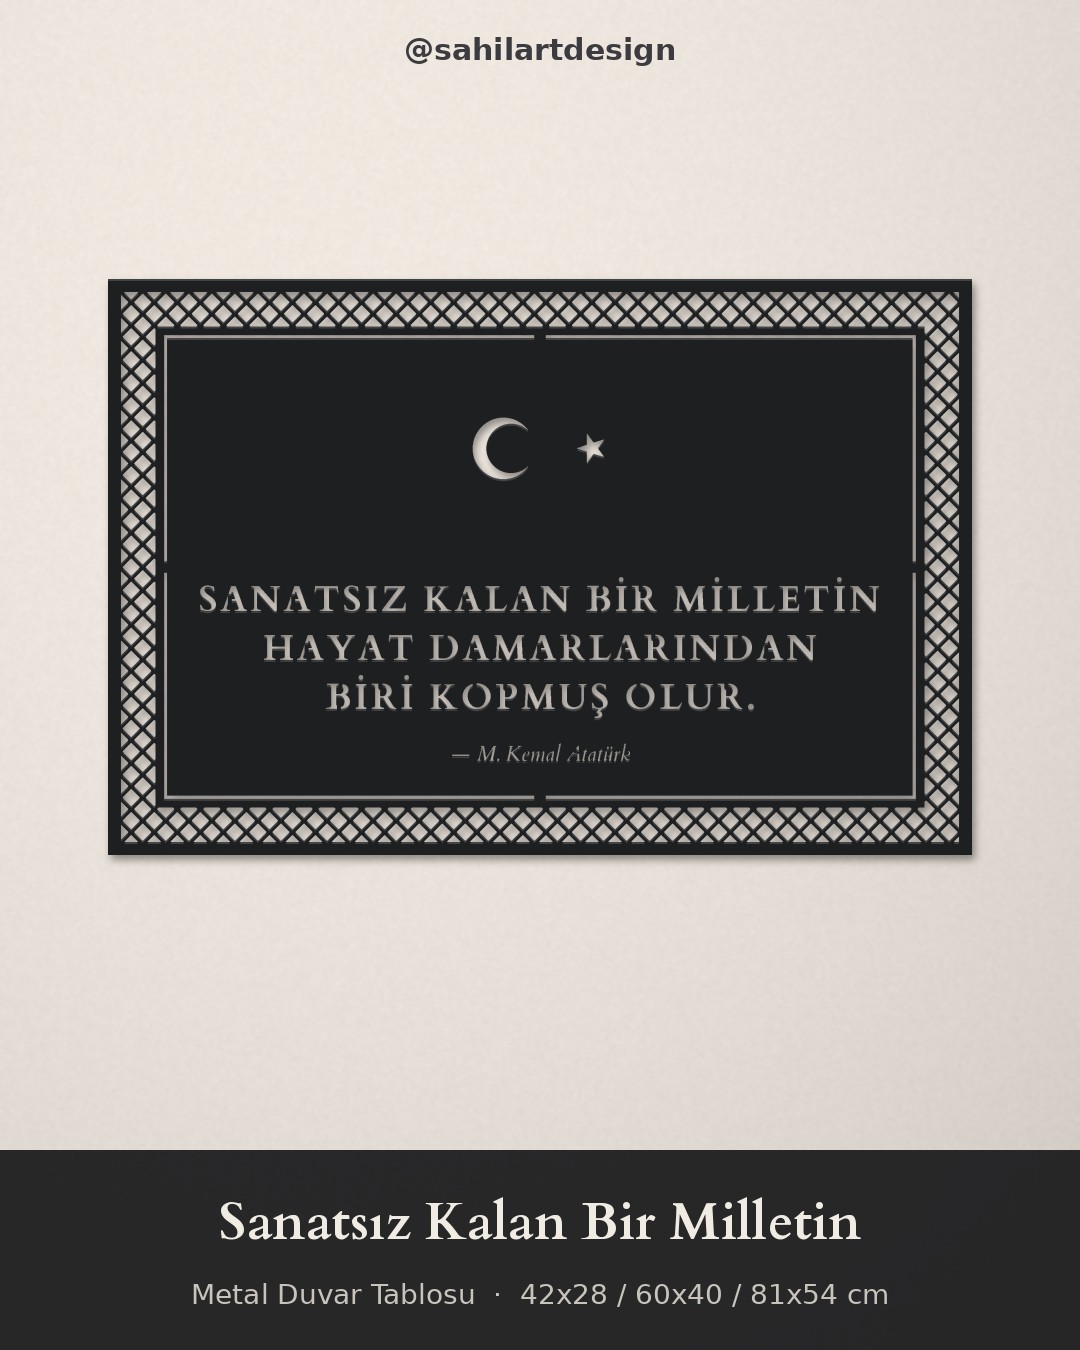 @sahilartdesign
SANATSIZ KALAN BİR MİLLETİN
HAYAT DAMARLARINDAN
BİRİ KOPMUŞ OLUR.
— M. Kemal Atatürk
Sanatsız Kalan Bir Milletin
Metal Duvar Tablosu · 42x28 / 60x40 / 81x54 cm